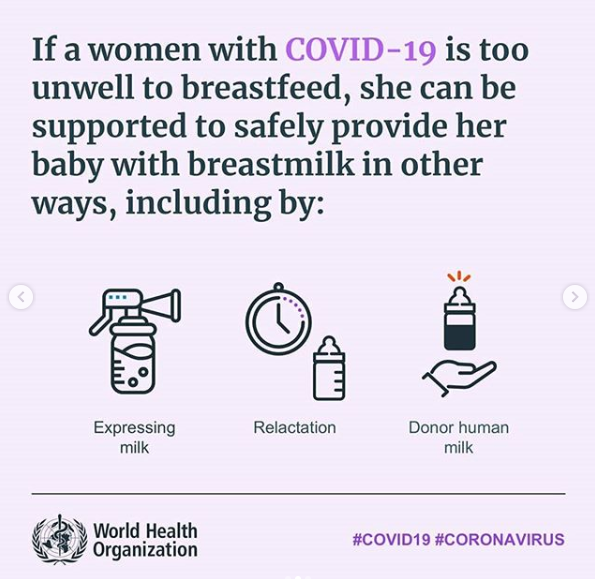 If a women with COVID-19 is too
unwell to breastfeed, she can be
supported to safely provide her
baby with breastmilk in other
ways, including by:
Expressing
milk
Relactation
Donor human
milk
World Health
Organization
#COVID19 #CORONAVIRUS